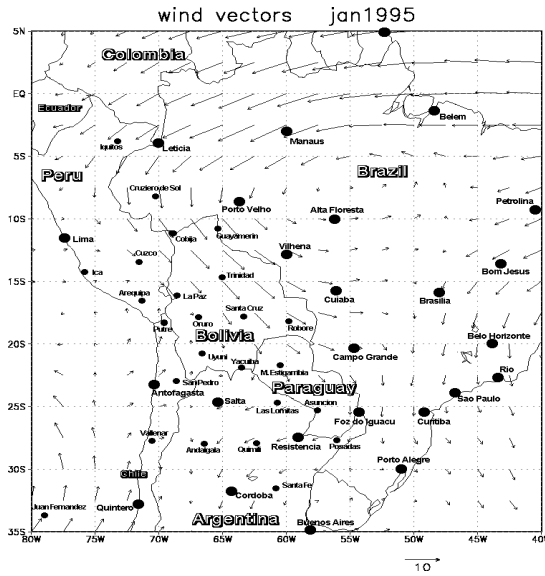 wind vectors jan1995
5N
Colombia
EQ
Ecuador
Belem
Iquitos
Leticia
Manaus
5S
Peru
Brazil
Cruziero de Sol
Porto Velho
Alta Floresta
Petrolina
10S
Lima
Cobija
Guayamerin
Cuzco
Vilhena
Ica
Trinidad
Bom Jesus
15S
Arequipa
La Paz
Cuiaba
Brasilia
Putre
Oruro
Santa Cruz
Robore
Bolivia
Belo Horizonte
20S
Uyuni
Yacuiba
M. Estigarribia
Campo Grande
Rio
Antofagasta
San Pedro
Paraguay
Salta
Las Lomitas
Asuncion
Sao Paulo
25S
Foz do Iguacu
Curitiba
Vallenar
Andalgala
Quimili
Resistencia
Posadas
Chile
Porto Alegre
30S
Juan Fernandez
Quintero
Cordoba
Santa Fe
Argentina
Buenos Aires
35S
80W 75W 70W 65W 60W 55W 50W 45W 40W
10